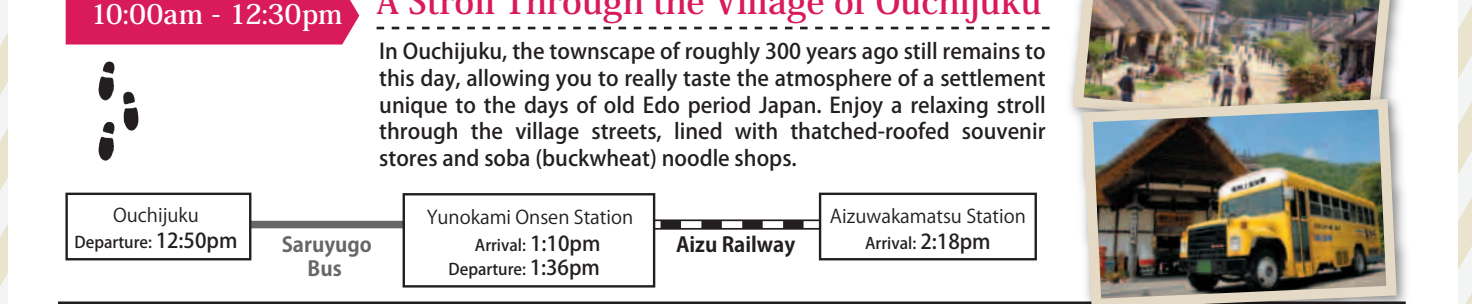 10:00am - 12:30pm
A Stroll Through the Village of Ouchijuku
In Ouchijuku, the townscape of roughly 300 years ago still remains to
this day, allowing you to really taste the atmosphere of a settlement
unique to the days of old Edo period Japan. Enjoy a relaxing stroll
through the village streets, lined with thatched-roofed souvenir
stores and soba (buckwheat) noodle shops.
Ouchijuku
Departure: 12:50pm
Saruyugo
Bus
Yunokami Onsen Station
Arrival: 1:10pm
Departure: 1:36pm
Aizu Railway
Aizuwakamatsu Station
Arrival: 2:18pm